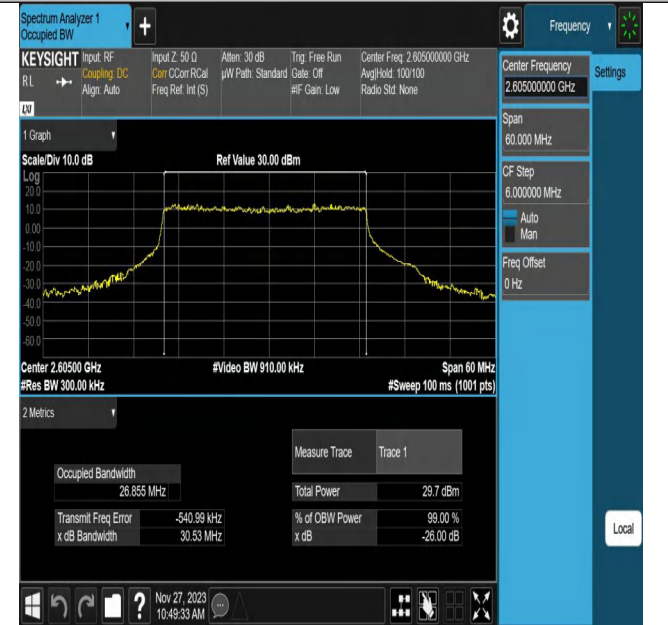 Spectrum Analyzer 1
Occupied BW
+
Frequency
KEYSIGHT
RL
LXI
Input: RF
Coupling: DC
Align: Auto
Input Z: 50 Ω
Corr CCorr RCal
Freq Ref: Int (S)
Atten: 30 dB
µW Path: Standard
Trig: Free Run
Gate: Off
#IF Gain: Low
Center Freq: 2.605000000 GHz
Avg|Hold: 100/100
Radio Std: None
Center Frequency
2.605000000 GHz
Settings
Span
60.000 MHz
CF Step
6.000000 MHz
Auto
Man
Freq Offset
0 Hz
Local
1 Graph
Scale/Div 10.0 dB
Ref Value 30.00 dBm
Log
20.0
10.0
0.00
-10.0
-20.0
-30.0
-40.0
-50.0
-60.0
Center 2.60500 GHz
#Video BW 910.00 kHz
Span 60 MHz
#Res BW 300.00 kHz
#Sweep 100 ms (1001 pts)
2 Metrics
Measure Trace Trace 1
Occupied Bandwidth
26.855 MHz
Total Power 29.7 dBm
Transmit Freq Error -540.99 kHz
% of OBW Power 99.00 %
x dB Bandwidth 30.53 MHz
x dB -26.00 dB
?
Nov 27, 2023
10:49:33 AM